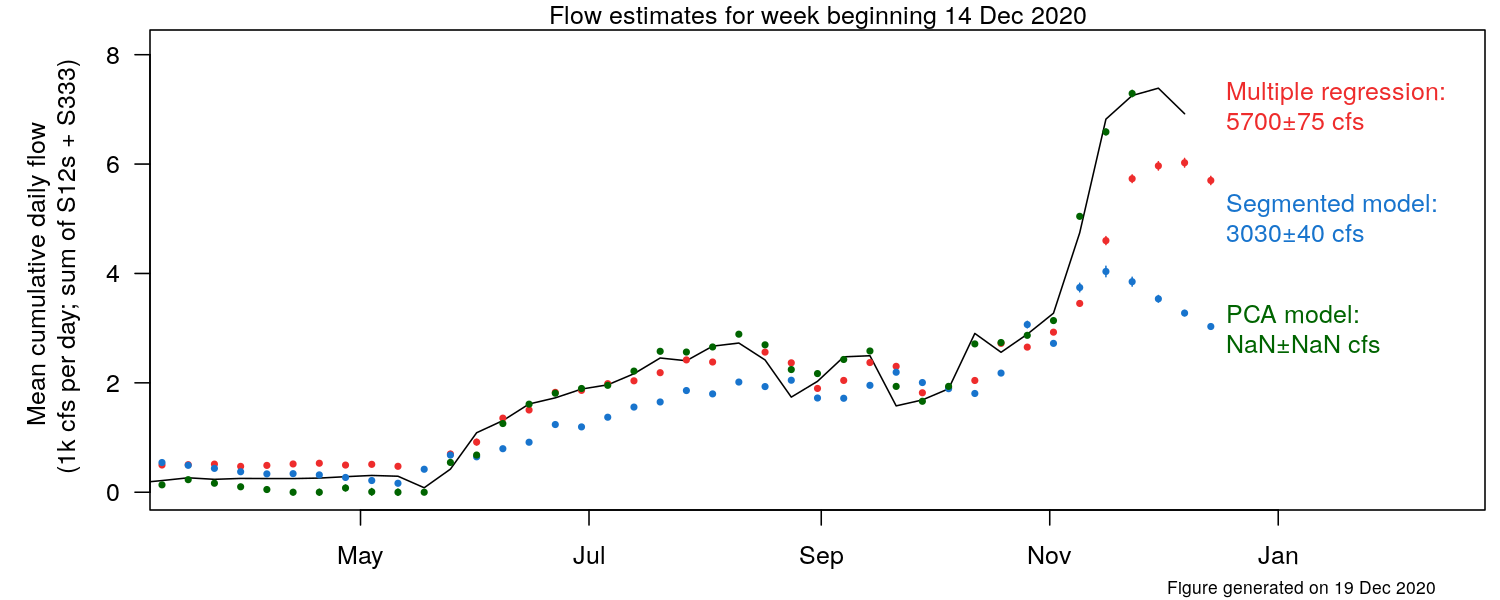 Flow estimates for week beginning 14 Dec 2020
Mean cumulative daily flow
(1k cfs per day; sum of S12s + S333)
8
6
4
2
0
Multiple regression:
5700±75 cfs
Segmented model:
3030±40 cfs
PCA model:
NaN±NaN cfs
May Jul Sep Nov Jan
Figure generated on 19 Dec 2020